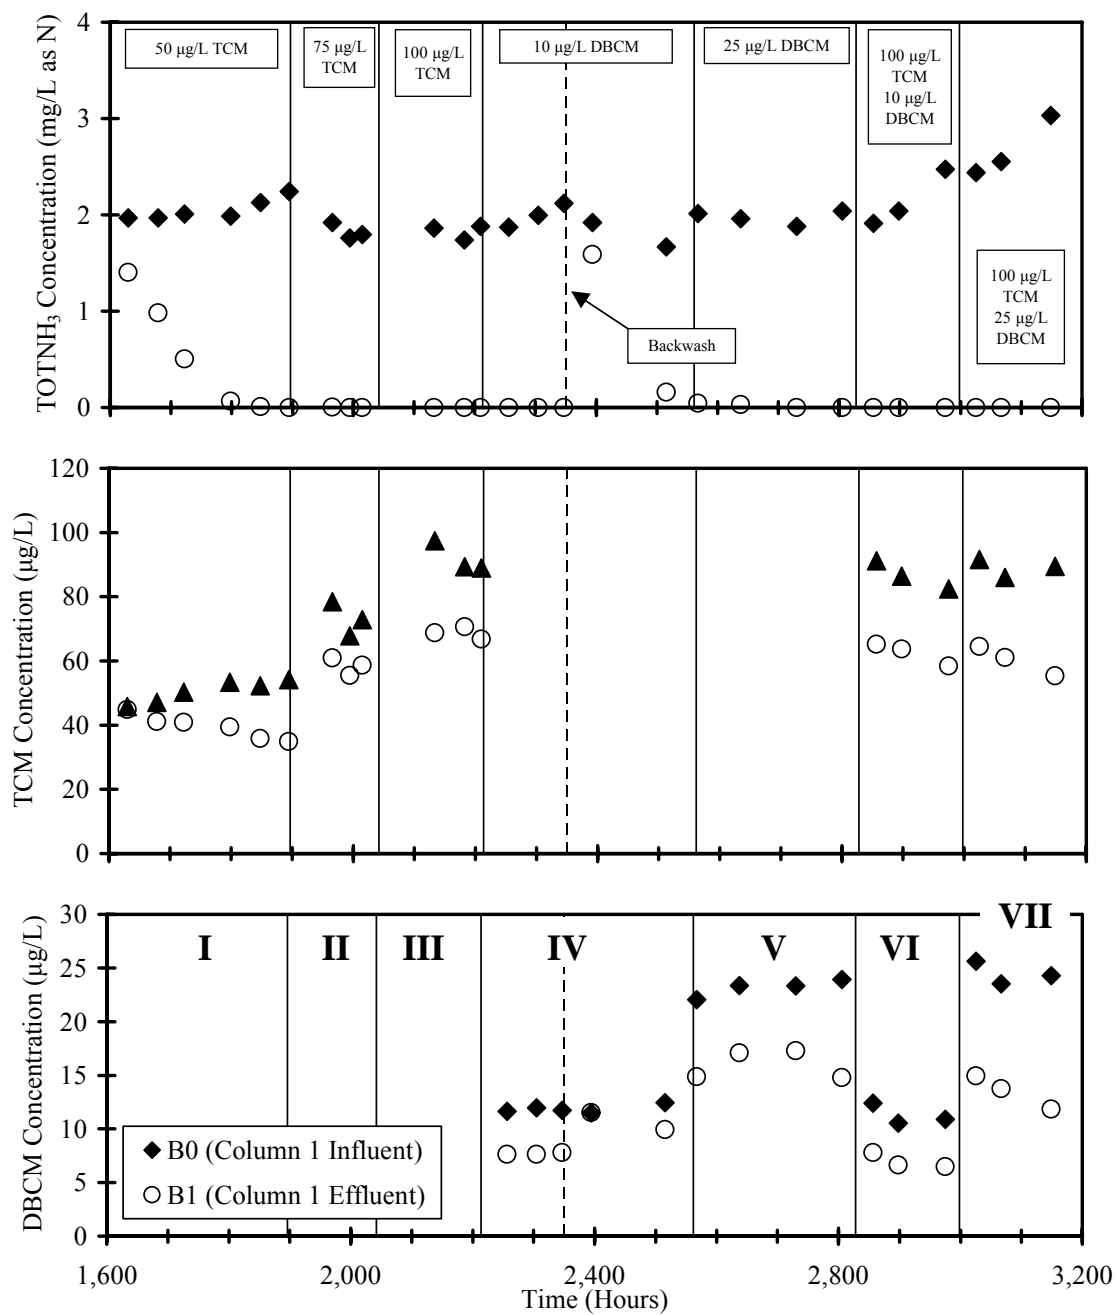 TOTNH₃ Concentration (mg/L as N)
4
3
2
1
0
50 µg/L TCM
75 µg/L
TCM
100 µg/L
TCM
10 µg/L DBCM
25 µg/L DBCM
100 µg/L
TCM
10 µg/L
DBCM
100 µg/L
TCM
25 µg/L
DBCM
Backwash
TCM Concentration (µg/L)
120
100
80
60
40
20
0
DBCM Concentration (µg/L)
30
25
20
15
10
5
0
I
II
III
IV
V
VI
VII
B0 (Column 1 Influent)
B1 (Column 1 Effluent)
1,600
2,000
2,400
2,800
3,200
Time (Hours)